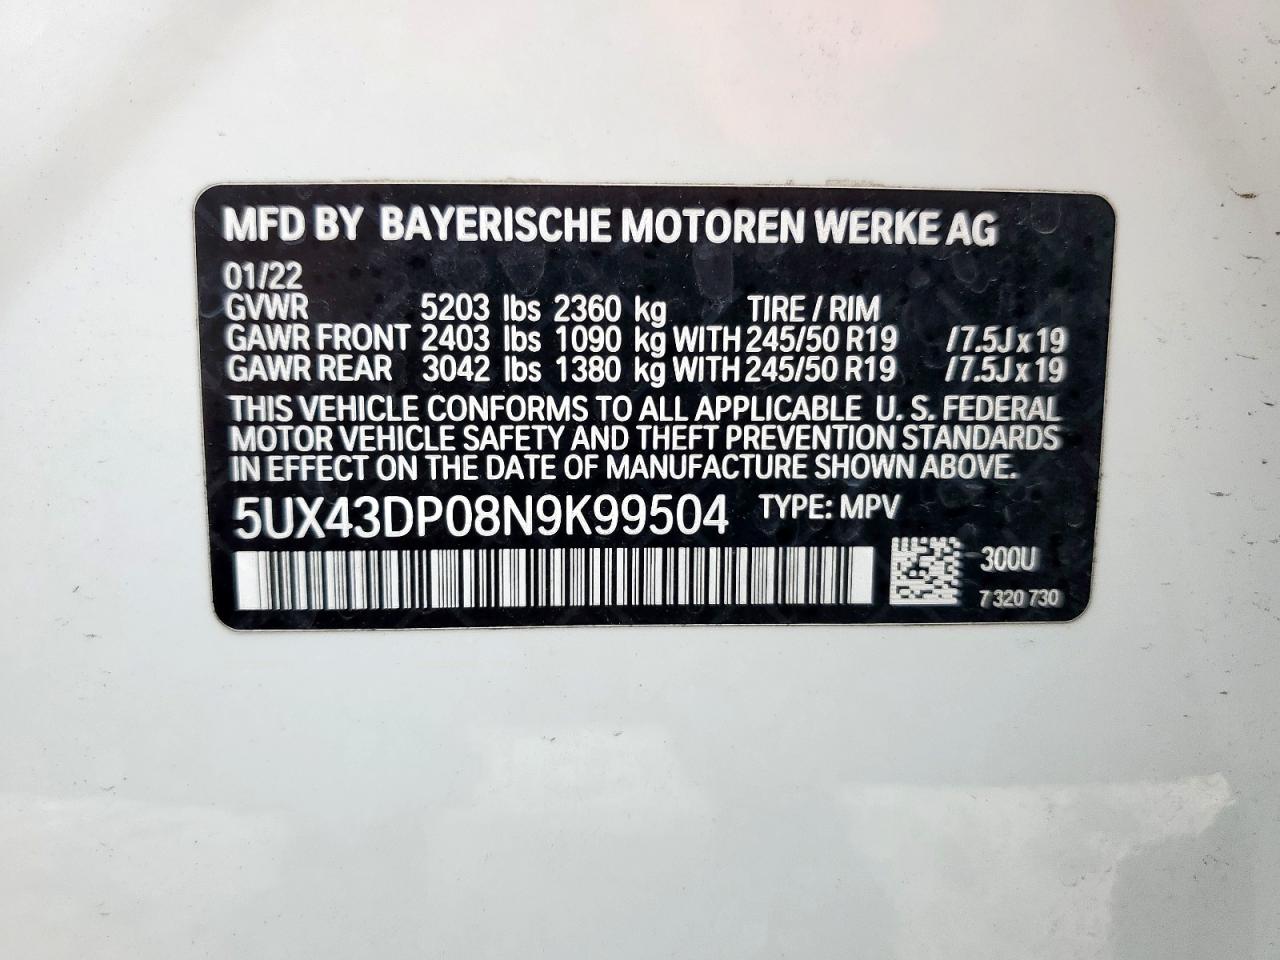 MFD BY BAYERISCHE MOTOREN WERKE AG
01/22
GVWR 5203 lbs 2360 kg TIRE / RIM
GAWR FRONT 2403 lbs 1090 kg WITH 245/50 R19 /7.5J x 19
GAWR REAR 3042 lbs 1380 kg WITH 245/50 R19 /7.5J x 19
THIS VEHICLE CONFORMS TO ALL APPLICABLE U. S. FEDERAL
MOTOR VEHICLE SAFETY AND THEFT PREVENTION STANDARDS
IN EFFECT ON THE DATE OF MANUFACTURE SHOWN ABOVE.
5UX43DP08N9K99504 TYPE: MPV
300U
7 320 730